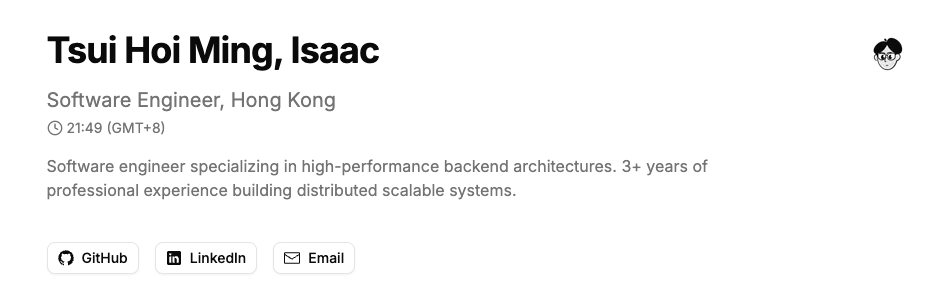 Tsui Hoi Ming, Isaac
Software Engineer, Hong Kong
21:49 (GMT+8)
Software engineer specializing in high-performance backend architectures. 3+ years of
professional experience building distributed scalable systems.
GitHub LinkedIn Email